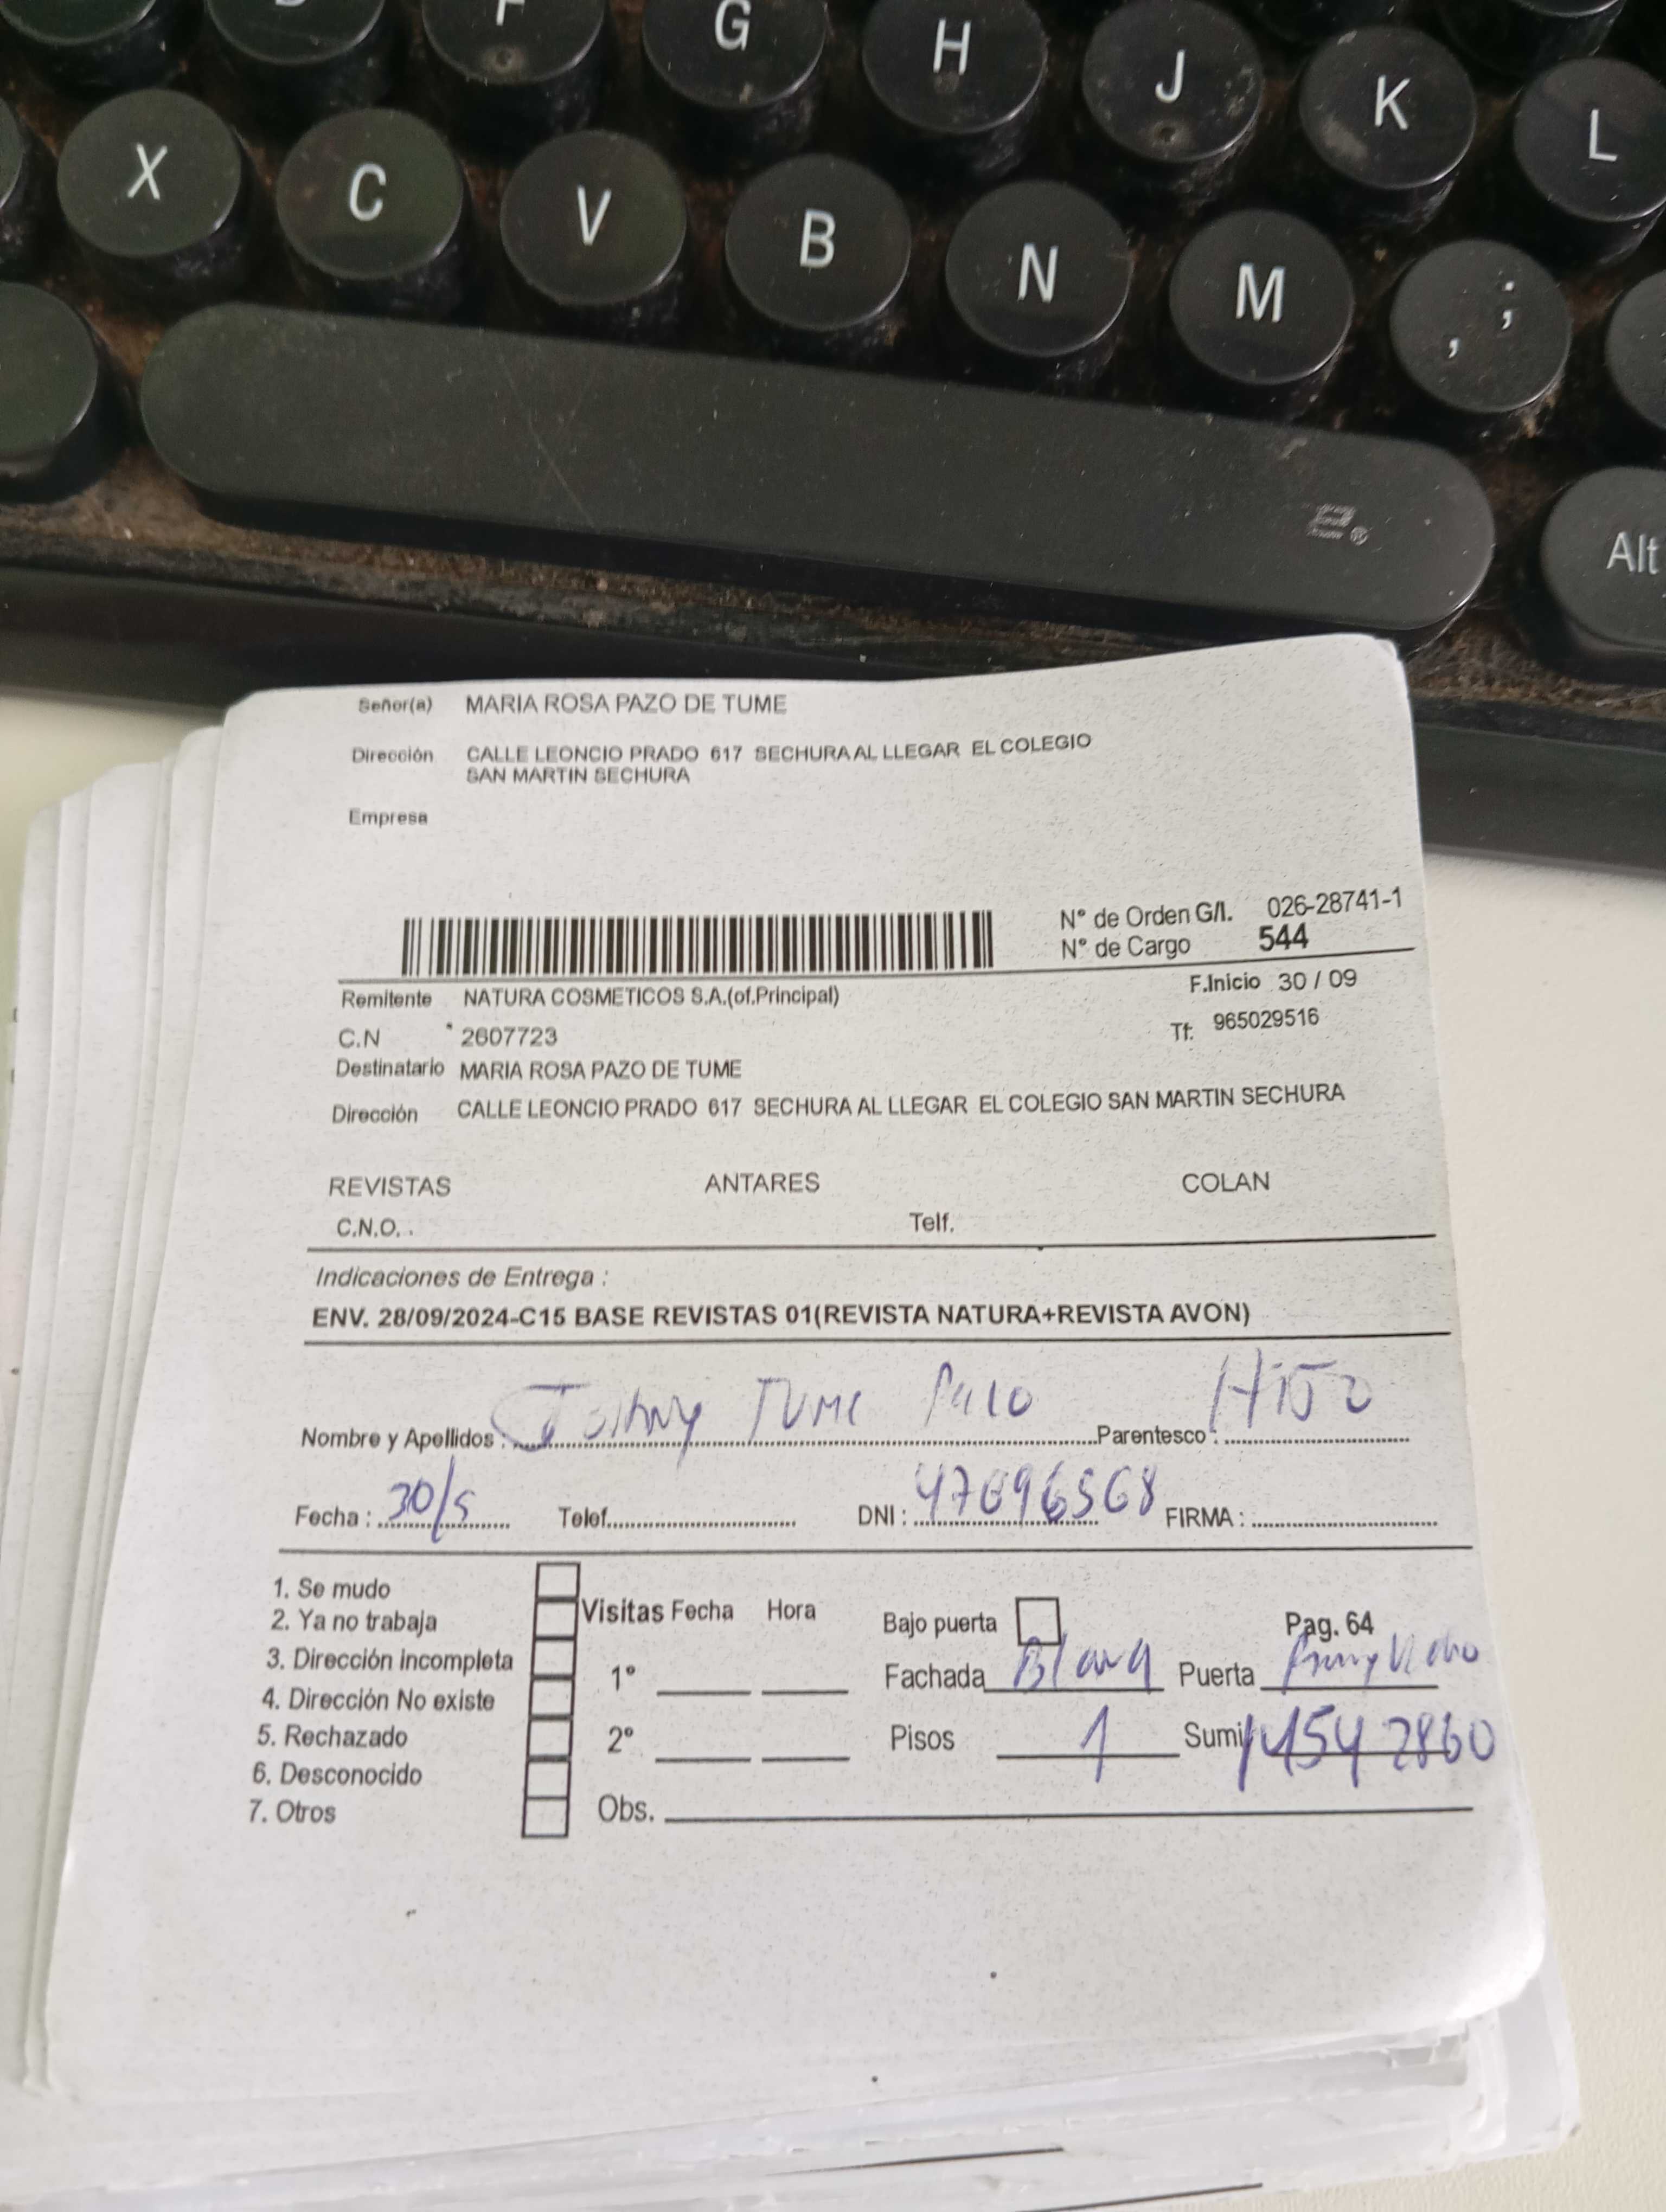 D F G H J K L
X C V B N M , ;
Alt
Señor(a) MARIA ROSA PAZO DE TUME
Dirección CALLE LEONCIO PRADO 617 SECHURA AL LLEGAR EL COLEGIO
SAN MARTIN SECHURA
Empresa
N° de Orden G/I. 026-28741-1
N° de Cargo 544
Remitente NATURA COSMETICOS S.A.(of.Principal) F.Inicio 30 / 09
C.N * 2607723 Tf: 965029516
Destinatario MARIA ROSA PAZO DE TUME
Dirección CALLE LEONCIO PRADO 617 SECHURA AL LLEGAR EL COLEGIO SAN MARTIN SECHURA
REVISTAS ANTARES COLAN
C.N.O. . Telf.
Indicaciones de Entrega :
ENV. 28/09/2024-C15 BASE REVISTAS 01(REVISTA NATURA+REVISTA AVON)
Nombre y Apellidos : TUME Parentesco : HiJo
Fecha : Telef. DNI : FIRMA :
1. Se mudo
2. Ya no trabaja Visitas Fecha Hora Bajo puerta Pag. 64
3. Dirección incompleta 1° Fachada Puerta
4. Dirección No existe
5. Rechazado 2° Pisos 1 Sumi
6. Desconocido
7. Otros Obs.